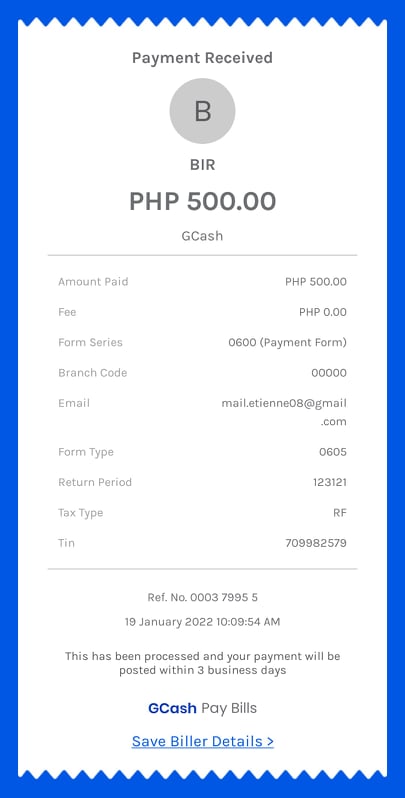 Payment Received
B
BIR
PHP 500.00
GCash
Amount Paid PHP 500.00
Fee PHP 0.00
Form Series 0600 (Payment Form)
Branch Code 00000
Email mail.etienne08@gmail
.com
Form Type 0605
Return Period 123121
Tax Type RF
Tin 709982579
Ref. No. 0003 7995 5
19 January 2022 10:09:54 AM
This has been processed and your payment will be
posted within 3 business days
GCash Pay Bills
Save Biller Details >